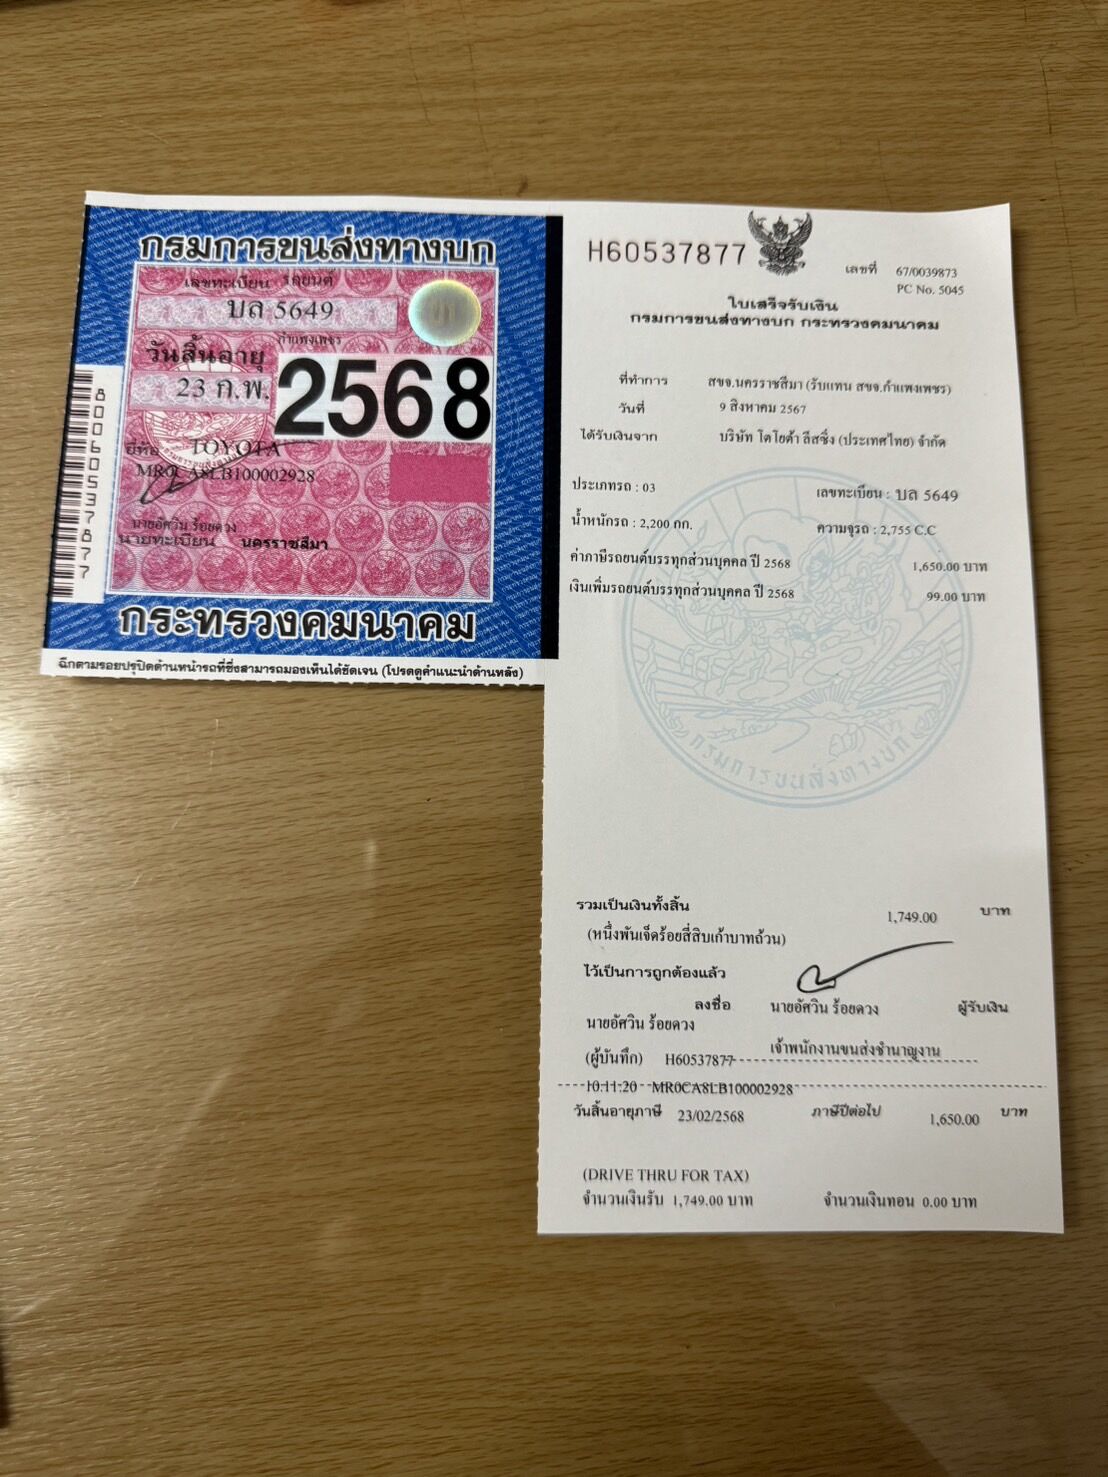 กรมการขนส่งทางบก
เลขทะเบียน รถยนต์
บล 5649
กำแพงเพชร
วันสิ้นอายุ
23 ก.พ. 2568
ยี่ห้อ TOYOTA
MR0CA8LB100002928
นายอัศวิน ร้อยดวง
นายทะเบียน นครราชสีมา
8006053787 7
กระทรวงคมนาคม
ฉีกตามรอยปรุปิดด้านหน้ารถที่ซึ่งสามารถมองเห็นได้ชัดเจน (โปรดดูคำแนะนำด้านหลัง)
H60537877
เลขที่ 67/0039873
PC No. 5045
ใบเสร็จรับเงิน
กรมการขนส่งทางบก กระทรวงคมนาคม
ที่ทำการ สขจ.นครราชสีมา (รับแทน สขจ.กำแพงเพชร)
วันที่ 9 สิงหาคม 2567
ได้รับเงินจาก บริษัท โตโยต้า ลีสซิ่ง (ประเทศไทย) จำกัด
ประเภทรถ : 03 เลขทะเบียน : บล 5649
น้ำหนักรถ : 2,200 กก. ความจุรถ : 2,755 C.C
ค่าภาษีรถยนต์บรรทุกส่วนบุคคล ปี 2568 1,650.00 บาท
เงินเพิ่มรถยนต์บรรทุกส่วนบุคคล ปี 2568 99.00 บาท
กรมการขนส่งทางบก
รวมเป็นเงินทั้งสิ้น 1,749.00 บาท
(หนึ่งพันเจ็ดร้อยสี่สิบเก้าบาทถ้วน)
ไว้เป็นการถูกต้องแล้ว
ลงชื่อ นายอัศวิน ร้อยดวง ผู้รับเงิน
นายอัศวิน ร้อยดวง
เจ้าพนักงานขนส่งชำนาญงาน
(ผู้บันทึก) H60537877
10.11:20 MR0CA8LB100002928
วันสิ้นอายุภาษี 23/02/2568 ภาษีปีต่อไป 1,650.00 บาท
(DRIVE THRU FOR TAX)
จำนวนเงินรับ 1,749.00 บาท จำนวนเงินทอน 0.00 บาท